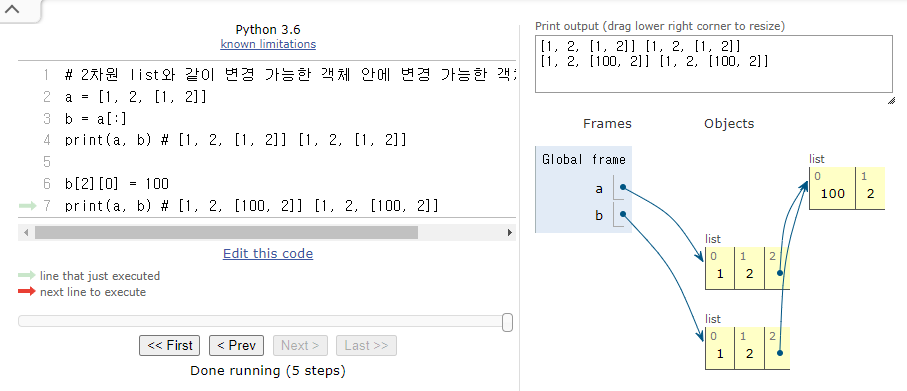 Python 3.6
known limitations
1 # 2차원 list와 같이 변경 가능한 객체 안에 변경 가능한
2 a = [1, 2, [1, 2]]
3 b = a[:]
4 print(a, b) # [1, 2, [1, 2]] [1, 2, [1, 2]]
5
6 b[2][0] = 100
7 print(a, b) # [1, 2, [100, 2]] [1, 2, [100, 2]]
Edit this code
line that just executed
next line to execute
<< First < Prev Next > Last >>
Done running (5 steps)
Print output (drag lower right corner to resize)
[1, 2, [1, 2]] [1, 2, [1, 2]]
[1, 2, [100, 2]] [1, 2, [100, 2]]
Frames Objects
Global frame
a
b
list
0 1
100 2
list
0 1 2
1 2
list
0 1 2
1 2